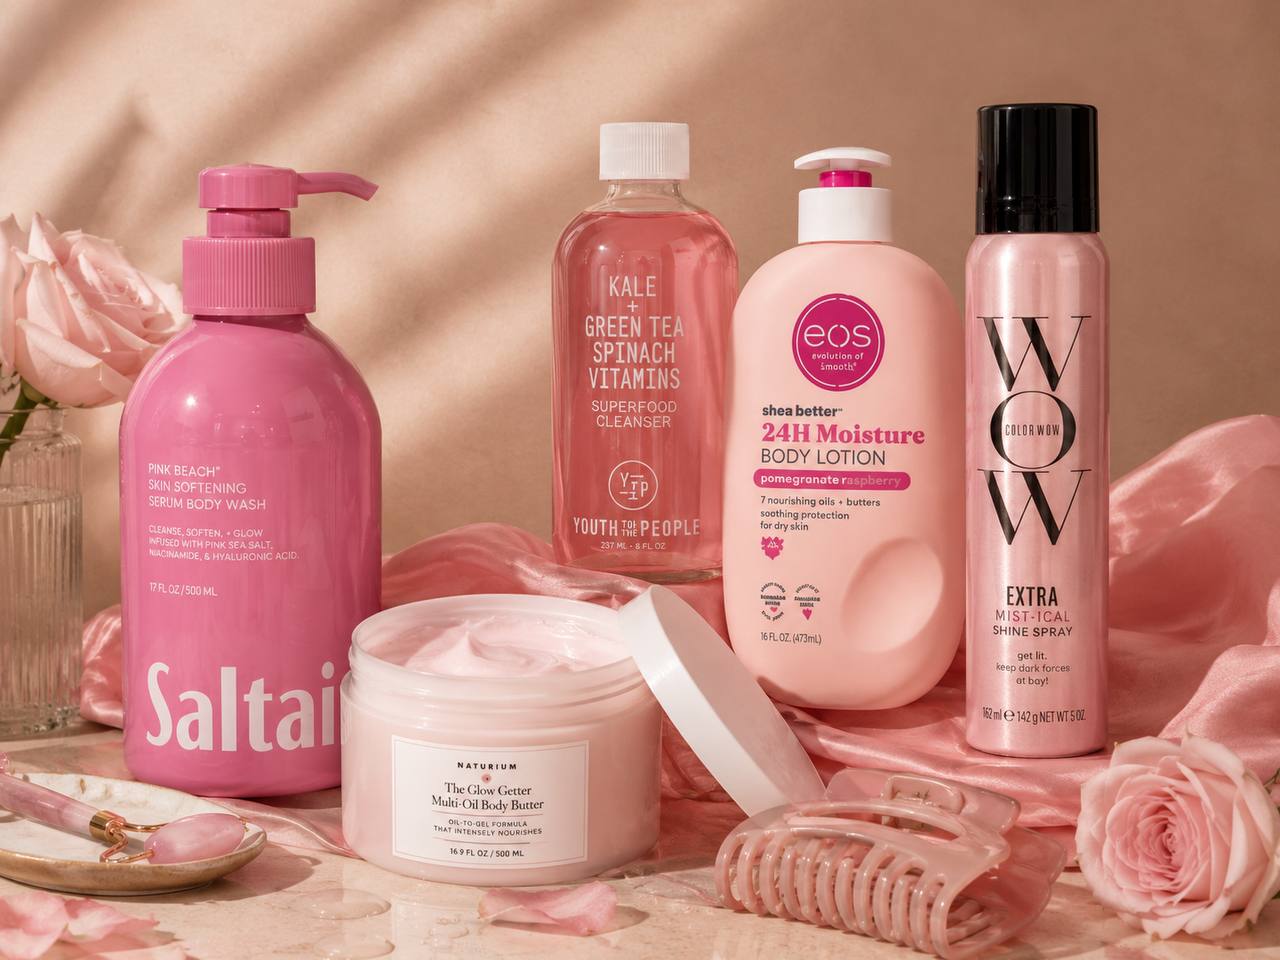 PINK BEACH
SKIN SOFTENING
SERUM BODY WASH
CLEANSE, SOFTEN, + GLOW
INFUSED WITH PINK SEA SALT,
NIACINAMIDE, & HYALURONIC ACID.
17 FL OZ / 500 ML
Saltai
KALE
+
GREEN TEA
SPINACH
VITAMINS
SUPERFOOD
CLEANSER
YTTP
YOUTH TO THE PEOPLE
237 ML • 8 FL OZ
eos
evolution of
smooth®
shea better™
24H Moisture
BODY LOTION
pomegranate raspberry
7 nourishing oils + butters
soothing protection
for dry skin
16 FL OZ. (473mL)
WOW
COLOR WOW
EXTRA
MIST-ICAL
SHINE SPRAY
get lit.
keep dark forces
at bay!
162 ml ℮ 142 g NET WT 5 OZ.
NATURIUM
The Glow Getter
Multi-Oil Body Butter
OIL-TO-GEL FORMULA
THAT INTENSELY NOURISHES
16.9 FL OZ / 500 ML